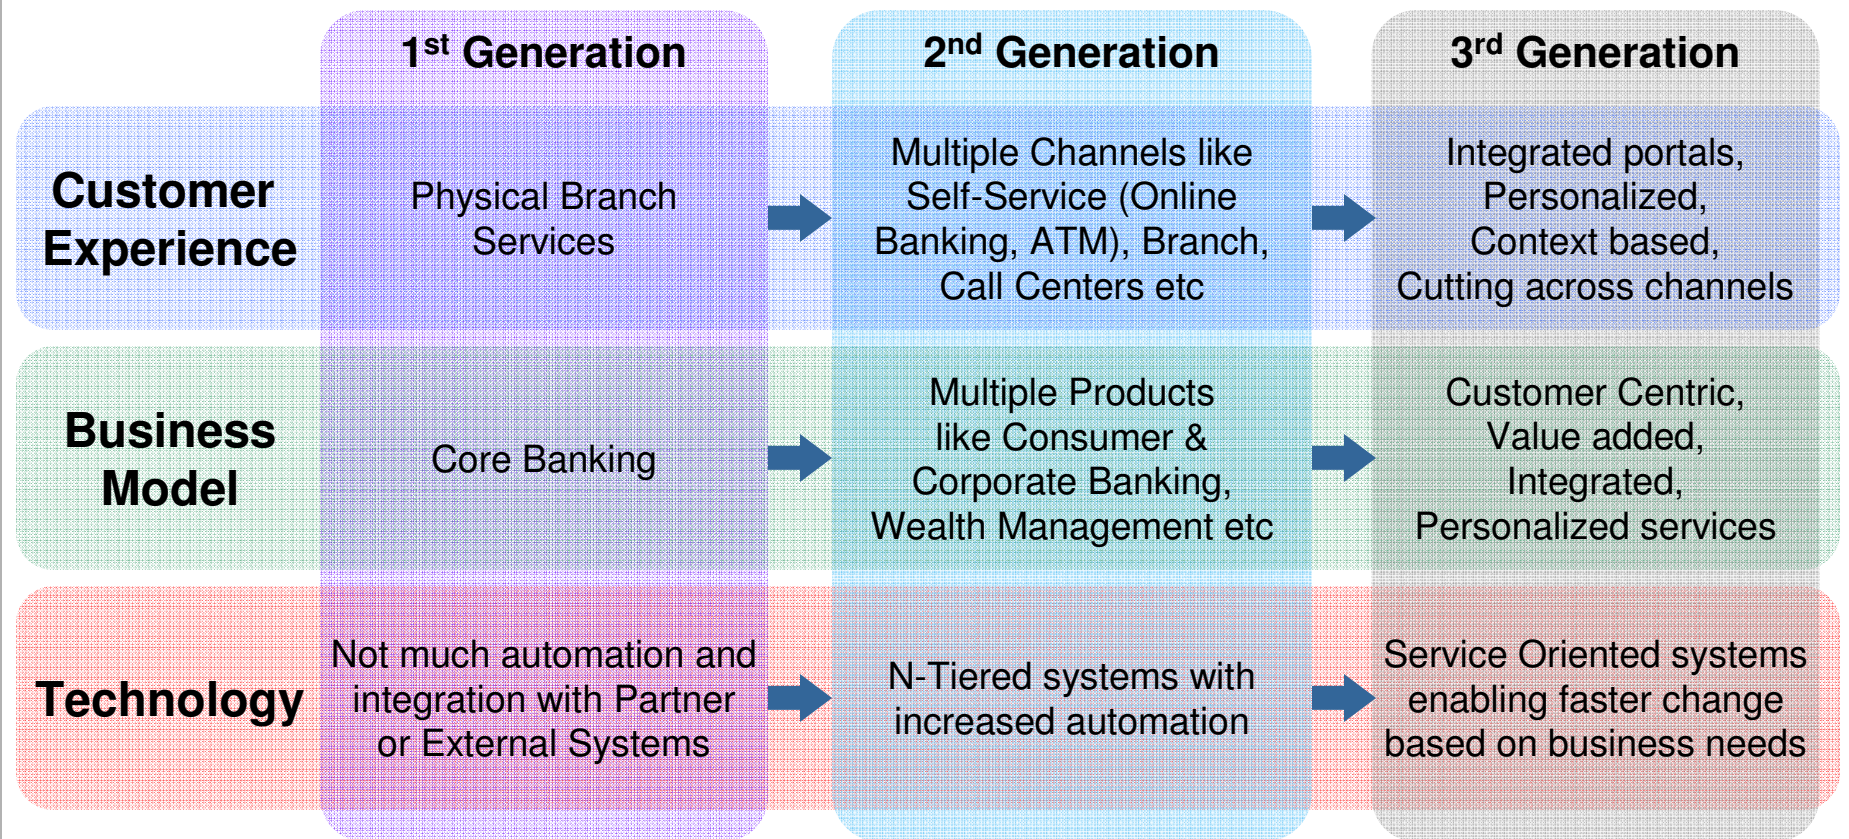 1st Generation
2nd Generation
3rd Generation
Customer
Experience
Physical Branch
Services
Multiple Channels like
Self-Service (Online
Banking, ATM), Branch,
Call Centers etc
Integrated portals,
Personalized,
Context based,
Cutting across channels
Business
Model
Core Banking
Multiple Products
like Consumer &
Corporate Banking,
Wealth Management etc
Customer Centric,
Value added,
Integrated,
Personalized services
Technology
Not much automation and
integration with Partner
or External Systems
N-Tiered systems with
increased automation
Service Oriented systems
enabling faster change
based on business needs